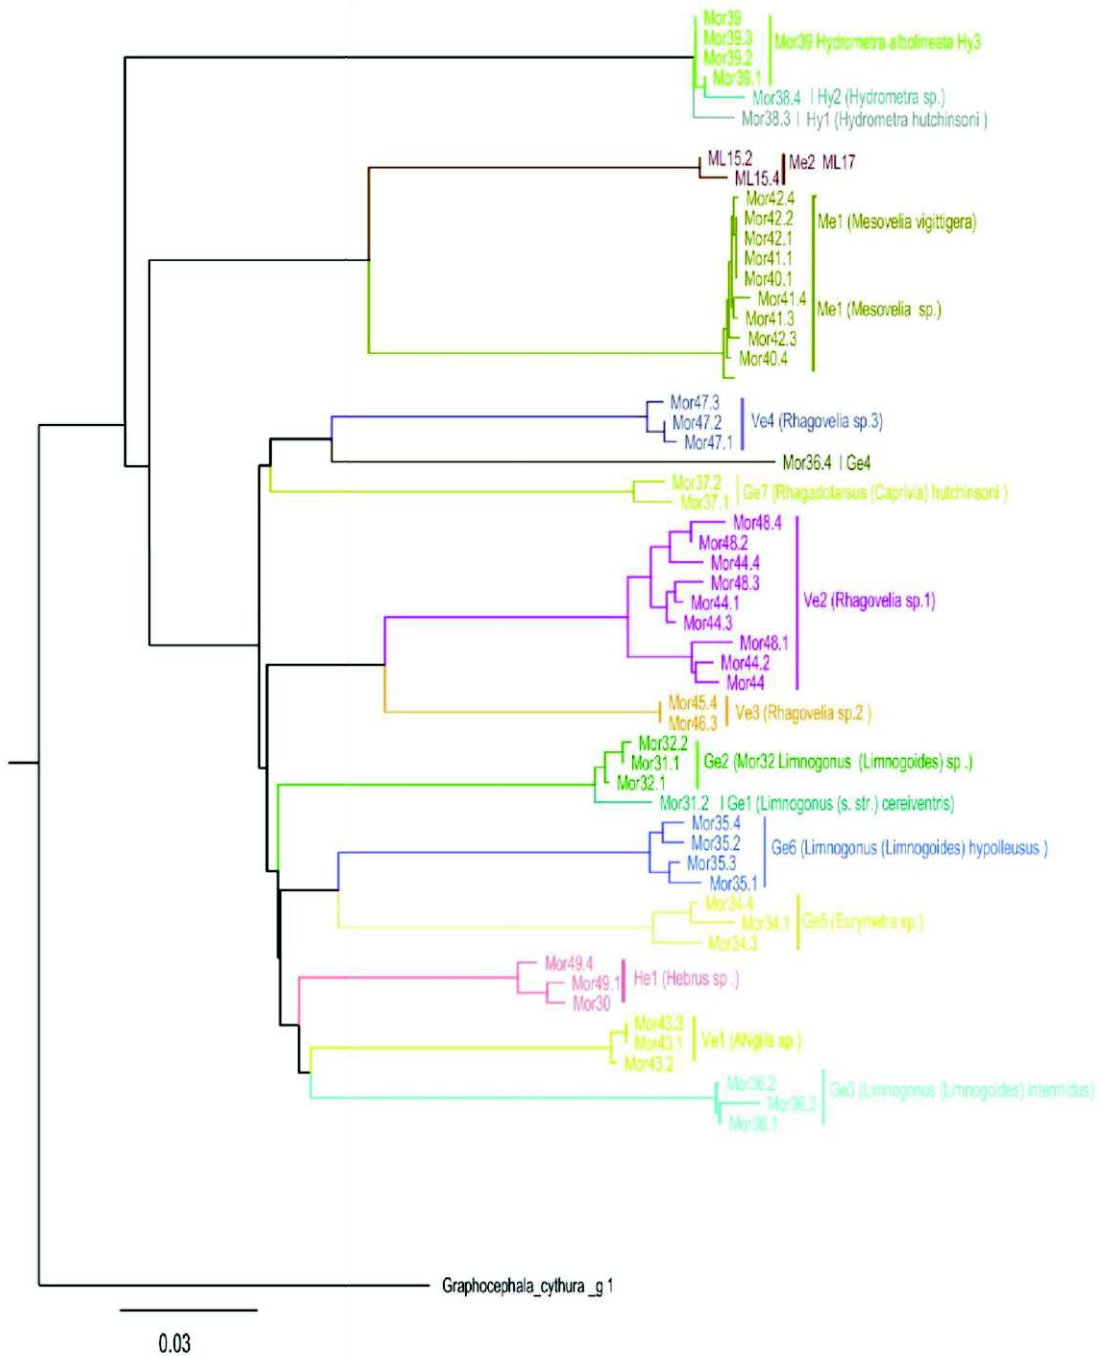 Mor39
Mor39.3
Mor39.2
Mor39.1
Mor39 Hydrometra albolineata Hy3
Mor38.4 | Hy2 (Hydrometra sp.)
Mor38.3 | Hy1 (Hydrometra hutchinsoni )
ML15.2
ML15.4
Me2 ML17
Mor42.4
Mor42.2
Mor42.1
Mor41.1
Mor40.1
Mor41.4
Mor41.3
Mor42.3
Mor40.4
Me1 (Mesovelia vigittigera)
Me1 (Mesovelia sp.)
Mor47.3
Mor47.2
Mor47.1
Ve4 (Rhagovelia sp.3)
Mor36.4 | Ge4
Mor37.2
Mor37.1
Ge7 (Rhagadotarsus (Caprivia) hutchinsoni )
Mor48.4
Mor48.2
Mor44.4
Mor48.3
Mor44.1
Mor44.3
Mor48.1
Mor44.2
Mor44
Ve2 (Rhagovelia sp.1)
Mor45.4
Mor46.3
Ve3 (Rhagovelia sp.2 )
Mor32.2
Mor31.1
Mor32.1
Ge2 (Mor32 Limnogonus (Limnogoides) sp .)
Mor31.2 | Ge1 (Limnogonus (s. str.) cereiventris)
Mor35.4
Mor35.2
Mor35.3
Mor35.1
Ge6 (Limnogonus (Limnogoides) hypolleusus )
Mor34.4
Mor34.1
Mor34.3
Ge5 (Eurymetra sp.)
Mor49.4
Mor49.1
Mor30
He1 (Hebrus sp .)
Mor43.3
Mor43.1
Mor43.2
Ve1 (ANgilia sp.)
Mor36.2
Mor36.3
Mor36.1
Ge3 (Limnogonus (Limnogoides) intermidus)
Graphocephala_cythura _g 1
0.03